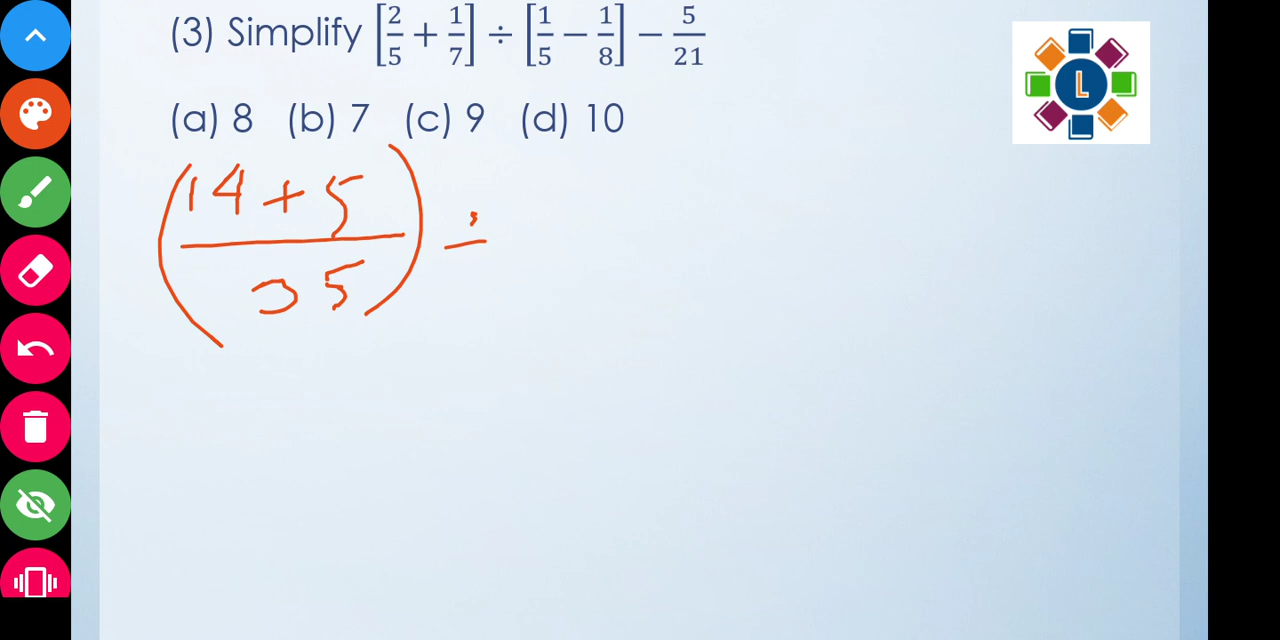 (3) Simplify [2/5 + 1/7] ÷ [1/5 − 1/8] − 5/21
(a) 8 (b) 7 (c) 9 (d) 10
(14 + 5 / 35) ÷
L